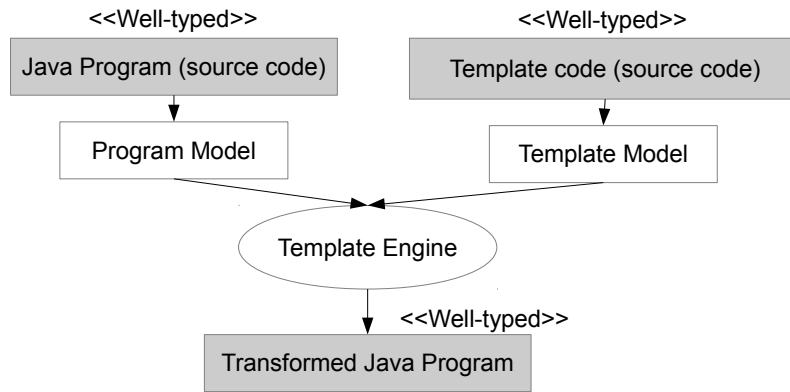 <<Well-typed>>
<<Well-typed>>
Java Program (source code)
Template code (source code)
Program Model
Template Model
Template Engine
<<Well-typed>>
Transformed Java Program